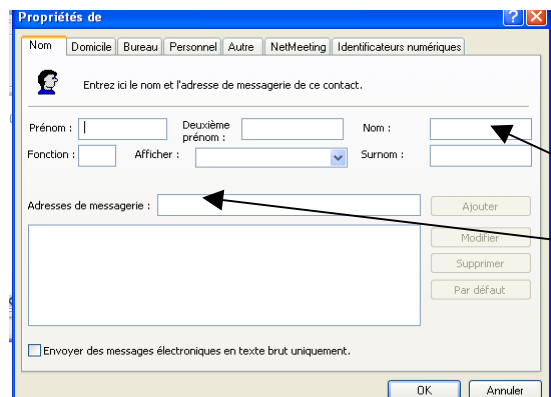 Propriétés de
Nom Domicile Bureau Personnel Autre NetMeeting Identificateurs numériques
Entrez ici le nom et l'adresse de messagerie de ce contact.
Prénom : Deuxième prénom : Nom :
Fonction : Afficher : Surnom :
Adresses de messagerie : Ajouter
Modifier
Supprimer
Par défaut
Envoyer des messages électroniques en texte brut uniquement.
OK Annuler